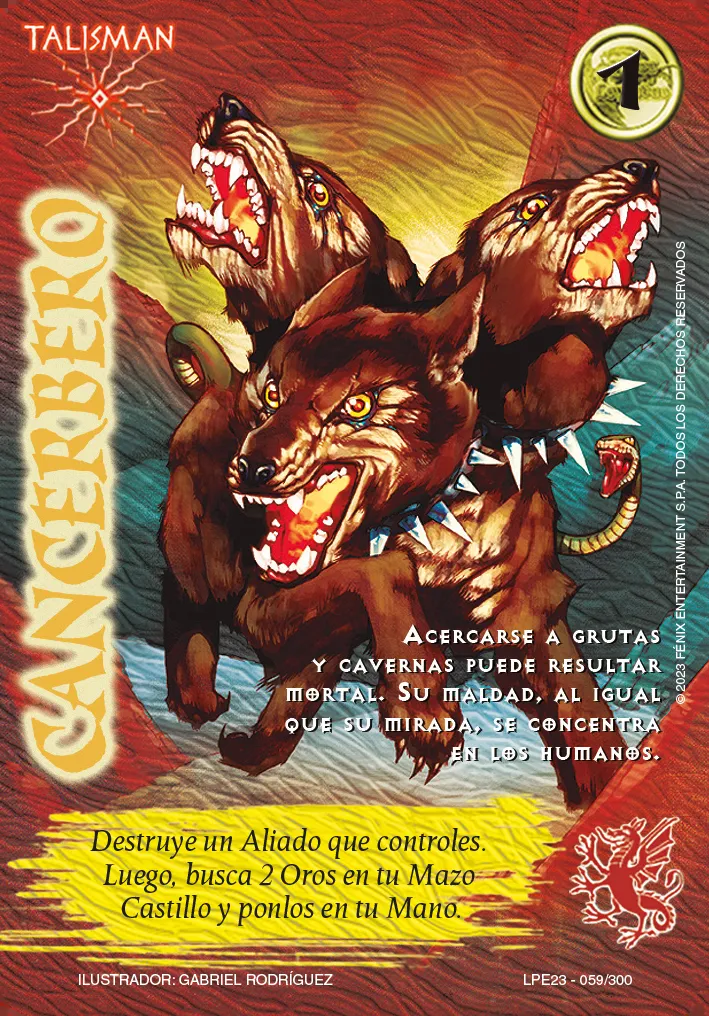 TALISMAN
1
CANCERBERO
ACERCARSE A GRUTAS
Y CAVERNAS PUEDE RESULTAR
MORTAL. SU MALDAD, AL IGUAL
QUE SU MIRADA, SE CONCENTRA
EN LOS HUMANOS.
© 2023 FÉNIX ENTERTAINMENT S.P.A. TODOS LOS DERECHOS RESERVADOS
Destruye un Aliado que controles.
Luego, busca 2 Oros en tu Mazo
Castillo y ponlos en tu Mano.
ILUSTRADOR: GABRIEL RODRÍGUEZ
LPE23 - 059/300